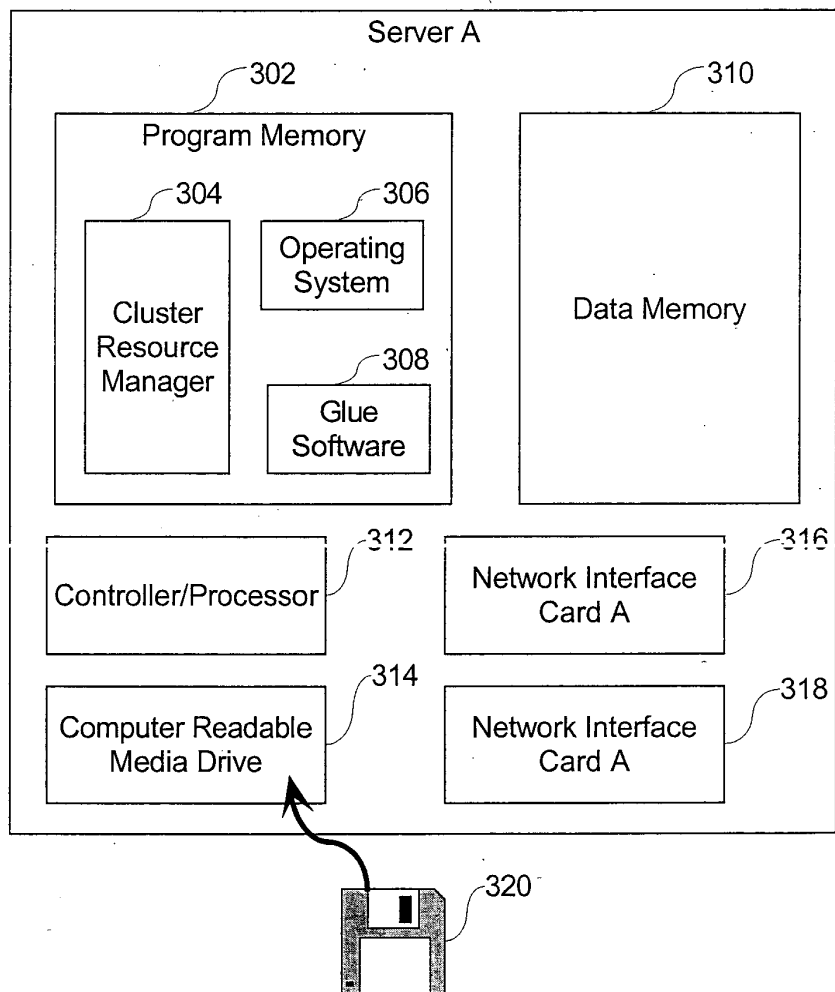 Server A
302
310
Program Memory
304
306
Operating
System
Cluster
Resource
Manager
Data Memory
308
Glue
Software
312
316
Controller/Processor
Network Interface
Card A
314
318
Computer Readable
Media Drive
Network Interface
Card A
320